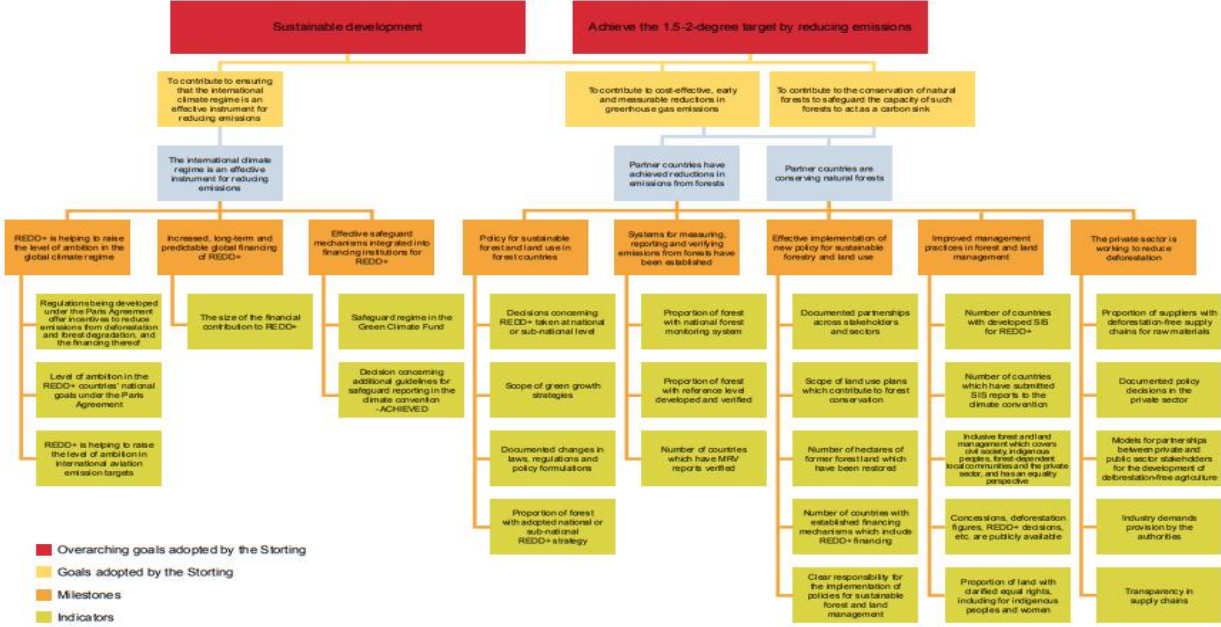 Sustainable development
Achieve the 1.5-2-degree target by reducing emissions
To contribute to ensuring
that the international
climate regime is an
effective instrument for
reducing emissions
To contribute to cost-effective, early
and measurable reductions in
greenhouse gas emissions
To contribute to the conservation of natural
forests to safeguard the capacity of such
forests to act as a carbon sink
The international climate
regime is an effective
instrument for reducing
emissions
Partner countries have
achieved reductions in
emissions from forests
Partner countries are
conserving natural forests
REDD+ is helping to raise
the level of ambition in the
global climate regime
Increased, long-term and
predictable global financing
of REDD+
Effective safeguard
mechanisms integrated into
financing institutions for
REDD+
Policy for sustainable
forest and land use in
forest countries
Systems for measuring,
reporting and verifying
emissions from forests have
been established
Effective implementation of
new policy for sustainable
forestry and land use
Improved management
practices in forest and land
management
The private sector is
working to reduce
deforestation
Regulations being developed
under the Paris Agreement
offer incentives to reduce
emissions from deforestation
and forest degradation, and
the financing thereof
Level of ambition in the
REDD+ countries' national
goals under the Paris
Agreement
REDD+ is helping to raise
the level of ambition in
international aviation
emission targets
The size of the financial
contribution to REDD+
Safeguard regime in the
Green Climate Fund
Decision concerning
additional guidelines for
safeguard reporting in the
climate convention
-ACHIEVED
Decisions concerning
REDD+ taken at national
or sub-national level
Scope of green growth
strategies
Documented changes in
laws, regulations and
policy formulations
Proportion of forest
with adopted national or
sub-national
REDD+ strategy
Proportion of forest
with national forest
monitoring system
Proportion of forest
with reference level
developed and verified
Number of countries
which have MRV
reports verified
Documented partnerships
across stakeholders
and sectors
Scope of land use plans
which contribute to forest
conservation
Number of hectares of
former forest land which
have been restored
Number of countries with
established financing
mechanisms which include
REDD+ financing
Clear responsibility for
the implementation of
policies for sustainable
forest and land
management
Number of countries
with developed SIS
for REDD+
Number of countries
which have submitted
SIS reports to the
climate convention
Inclusive forest and land
management which covers
civil society, indigenous
peoples, forest-dependent
local communities and the private
sector, and has an equality
perspective
Concessions, deforestation
figures, REDD+ decisions,
etc. are publicly available
Proportion of land with
clarified equal rights,
including for indigenous
peoples and women
Proportion of suppliers with
deforestation-free supply
chains for raw materials
Documented policy
decisions in the
private sector
Models for partnerships
between private and
public sector stakeholders
for the development of
deforestation-free agriculture
Industry demands
provision by the
authorities
Transparency in
supply chains
Overarching goals adopted by the Storting
Goals adopted by the Storting
Milestones
Indicators